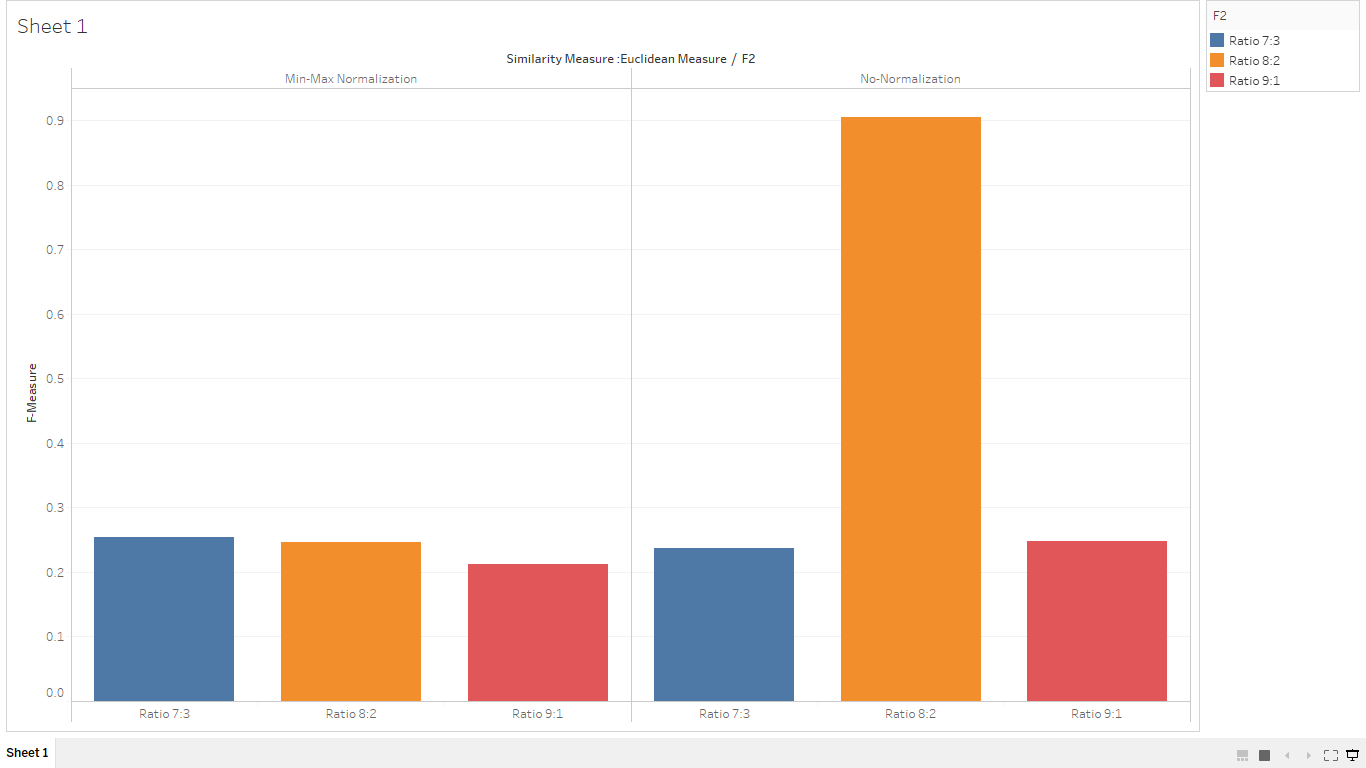 Sheet 1
Similarity Measure :Euclidean Measure / F2
Min-Max Normalization
No-Normalization
F-Measure
0.9
0.8
0.7
0.6
0.5
0.4
0.3
0.2
0.1
0.0
Ratio 7:3
Ratio 8:2
Ratio 9:1
Ratio 7:3
Ratio 8:2
Ratio 9:1
F2
Ratio 7:3
Ratio 8:2
Ratio 9:1
Sheet 1